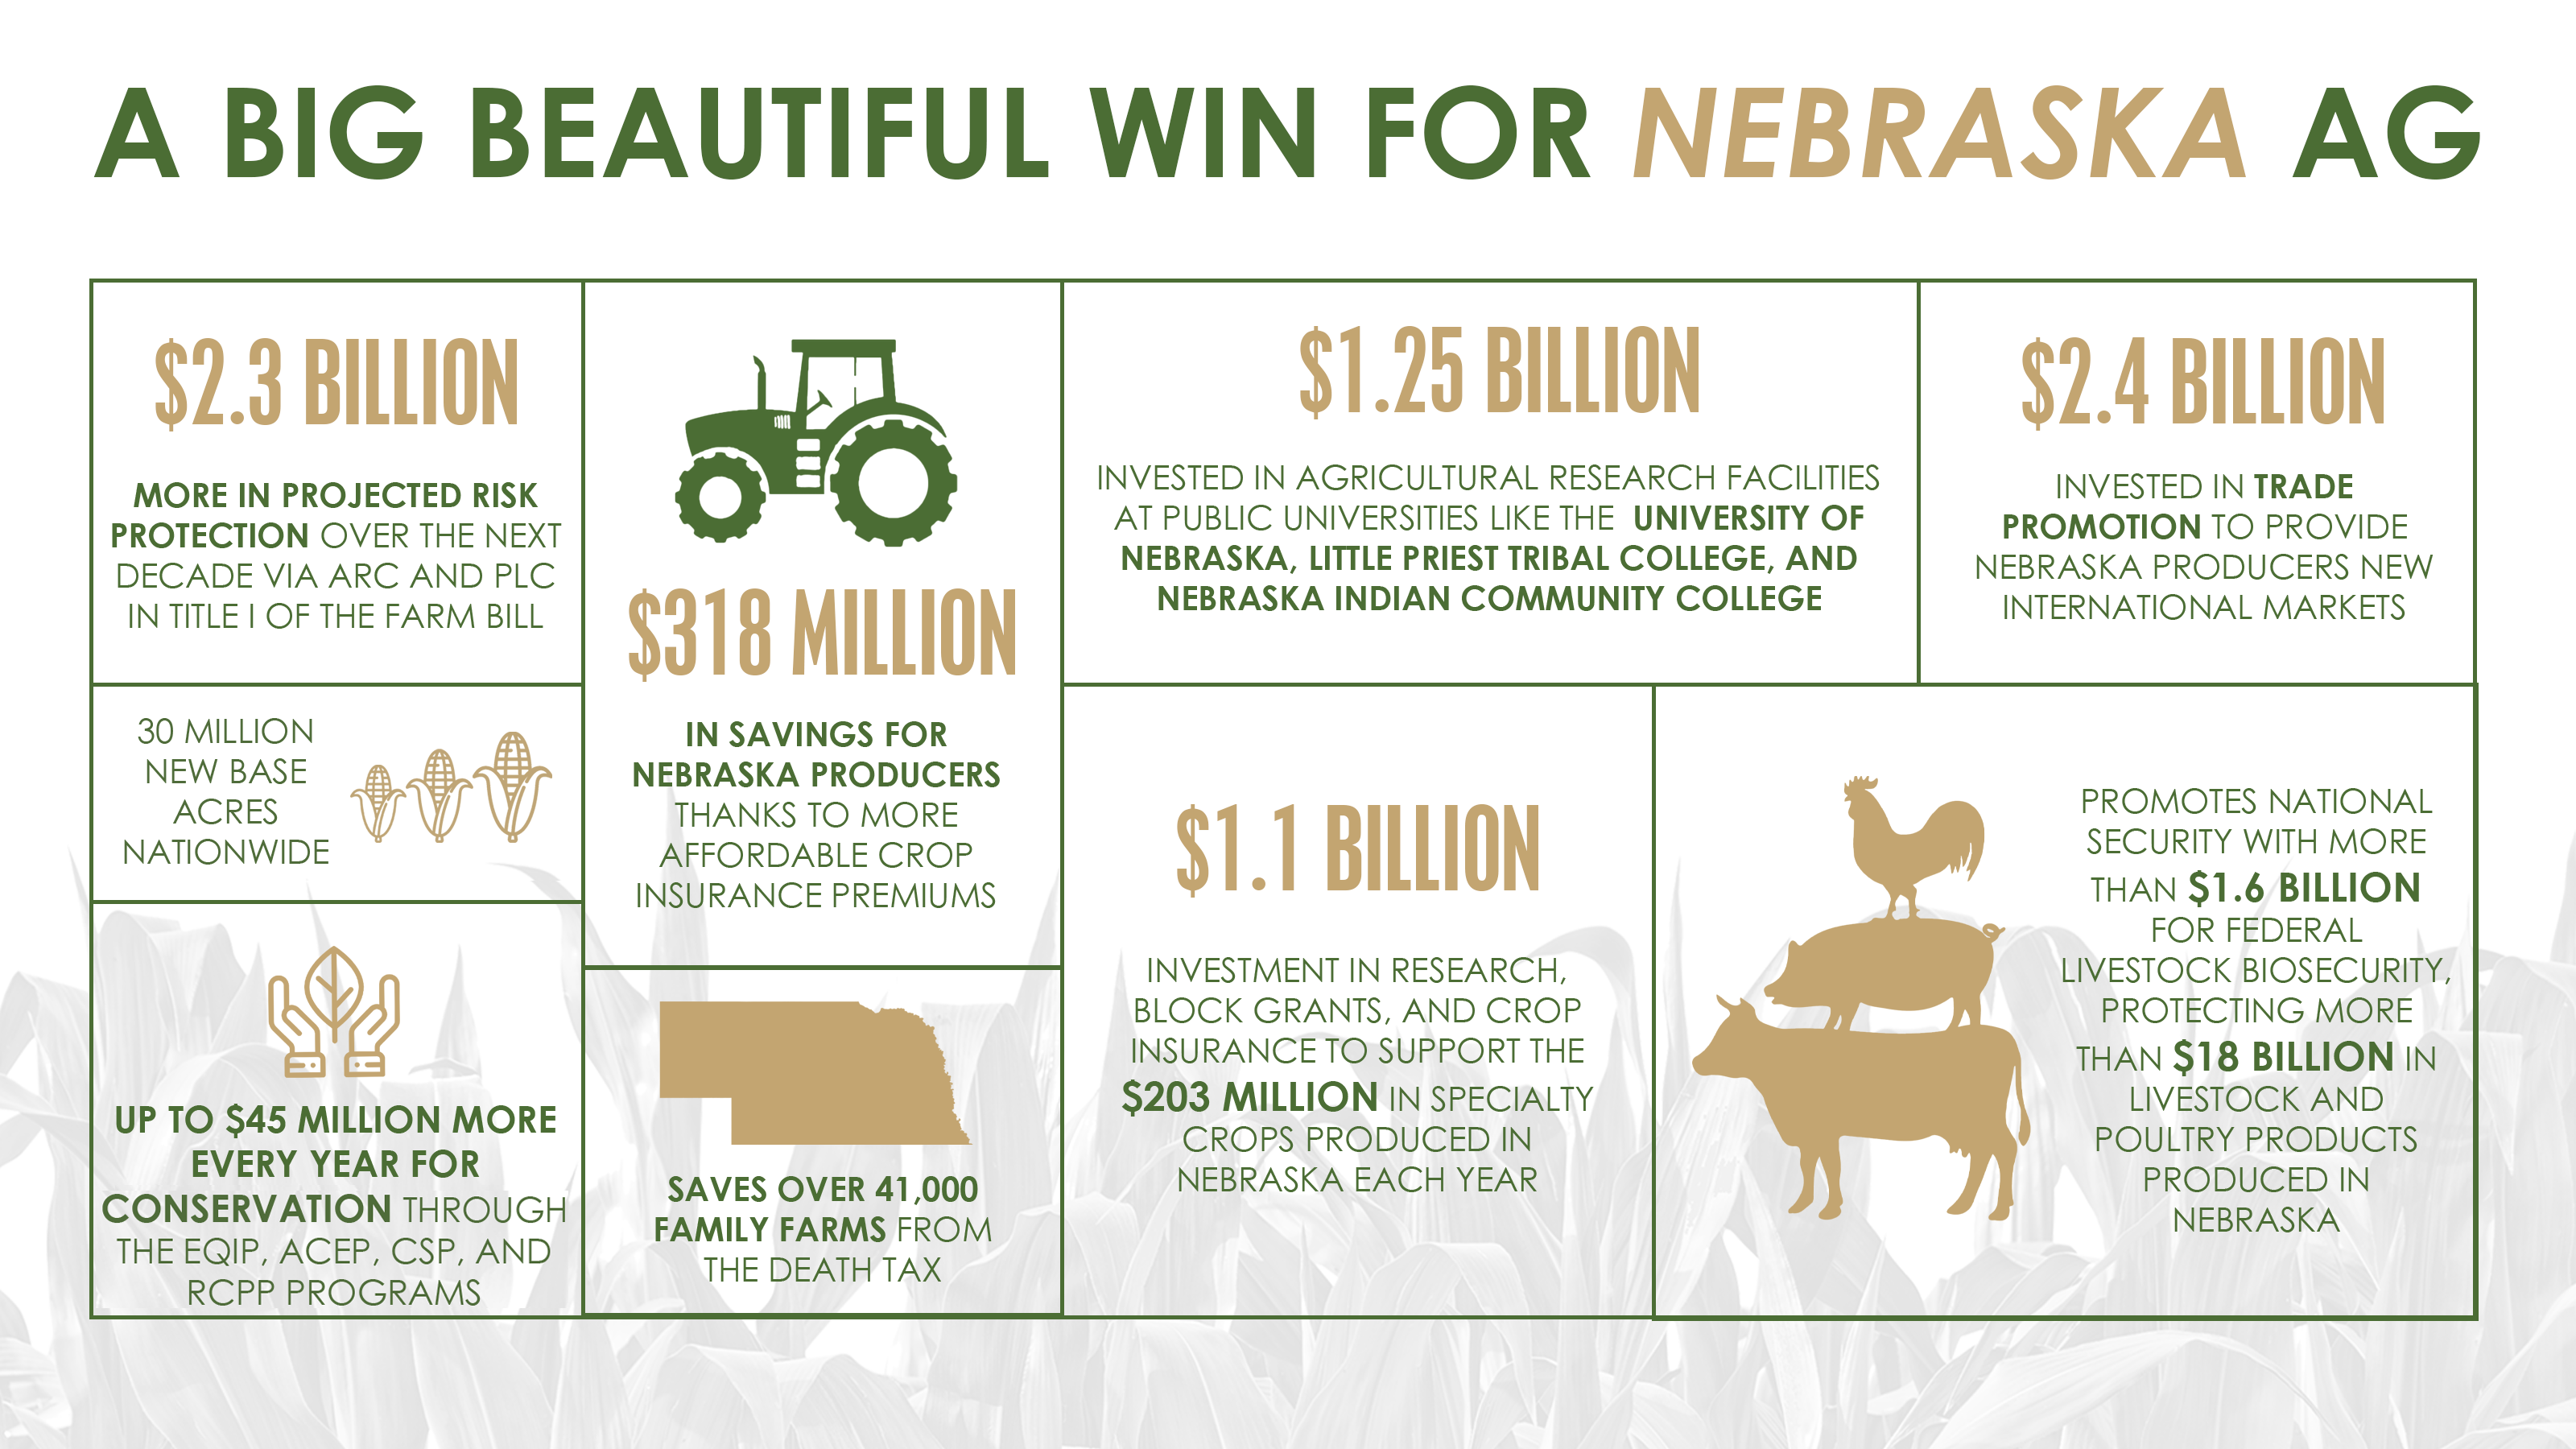 A BIG BEAUTIFUL WIN FOR NEBRASKA AG
$2.3 BILLION
MORE IN PROJECTED RISK
PROTECTION OVER THE NEXT
DECADE VIA ARC AND PLC
IN TITLE I OF THE FARM BILL
30 MILLION
NEW BASE
ACRES
NATIONWIDE
UP TO $45 MILLION MORE
EVERY YEAR FOR
CONSERVATION THROUGH
THE EQIP, ACEP, CSP, AND
RCPP PROGRAMS
$318 MILLION
IN SAVINGS FOR
NEBRASKA PRODUCERS
THANKS TO MORE
AFFORDABLE CROP
INSURANCE PREMIUMS
SAVES OVER 41,000
FAMILY FARMS FROM
THE DEATH TAX
$1.25 BILLION
INVESTED IN AGRICULTURAL RESEARCH FACILITIES
AT PUBLIC UNIVERSITIES LIKE THE UNIVERSITY OF
NEBRASKA, LITTLE PRIEST TRIBAL COLLEGE, AND
NEBRASKA INDIAN COMMUNITY COLLEGE
$2.4 BILLION
INVESTED IN TRADE
PROMOTION TO PROVIDE
NEBRASKA PRODUCERS NEW
INTERNATIONAL MARKETS
$1.1 BILLION
INVESTMENT IN RESEARCH,
BLOCK GRANTS, AND CROP
INSURANCE TO SUPPORT THE
$203 MILLION IN SPECIALTY
CROPS PRODUCED IN
NEBRASKA EACH YEAR
PROMOTES NATIONAL
SECURITY WITH MORE
THAN $1.6 BILLION
FOR FEDERAL
LIVESTOCK BIOSECURITY,
PROTECTING MORE
THAN $18 BILLION IN
LIVESTOCK AND
POULTRY PRODUCTS
PRODUCED IN
NEBRASKA